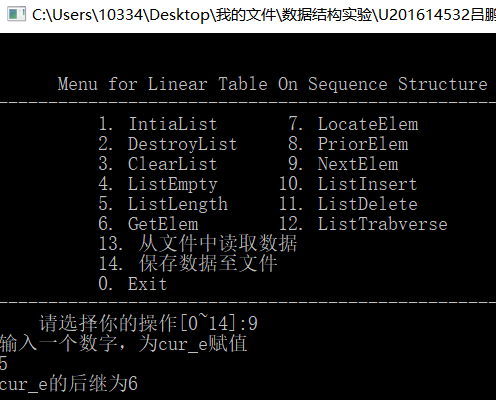 C:\Users\10334\Desktop\我的文件\数据结构实验\U201614532吕鹏
Menu for Linear Table On Sequence Structure
1. IntiaList 7. LocateElem
2. DestroyList 8. PriorElem
3. ClearList 9. NextElem
4. ListEmpty 10. ListInsert
5. ListLength 11. ListDelete
6. GetElem 12. ListTrabverse
13. 从文件中读取数据
14. 保存数据至文件
0. Exit
请选择你的操作[0~14]:9
输入一个数字，为cur_e赋值
5
cur_e的后继为6